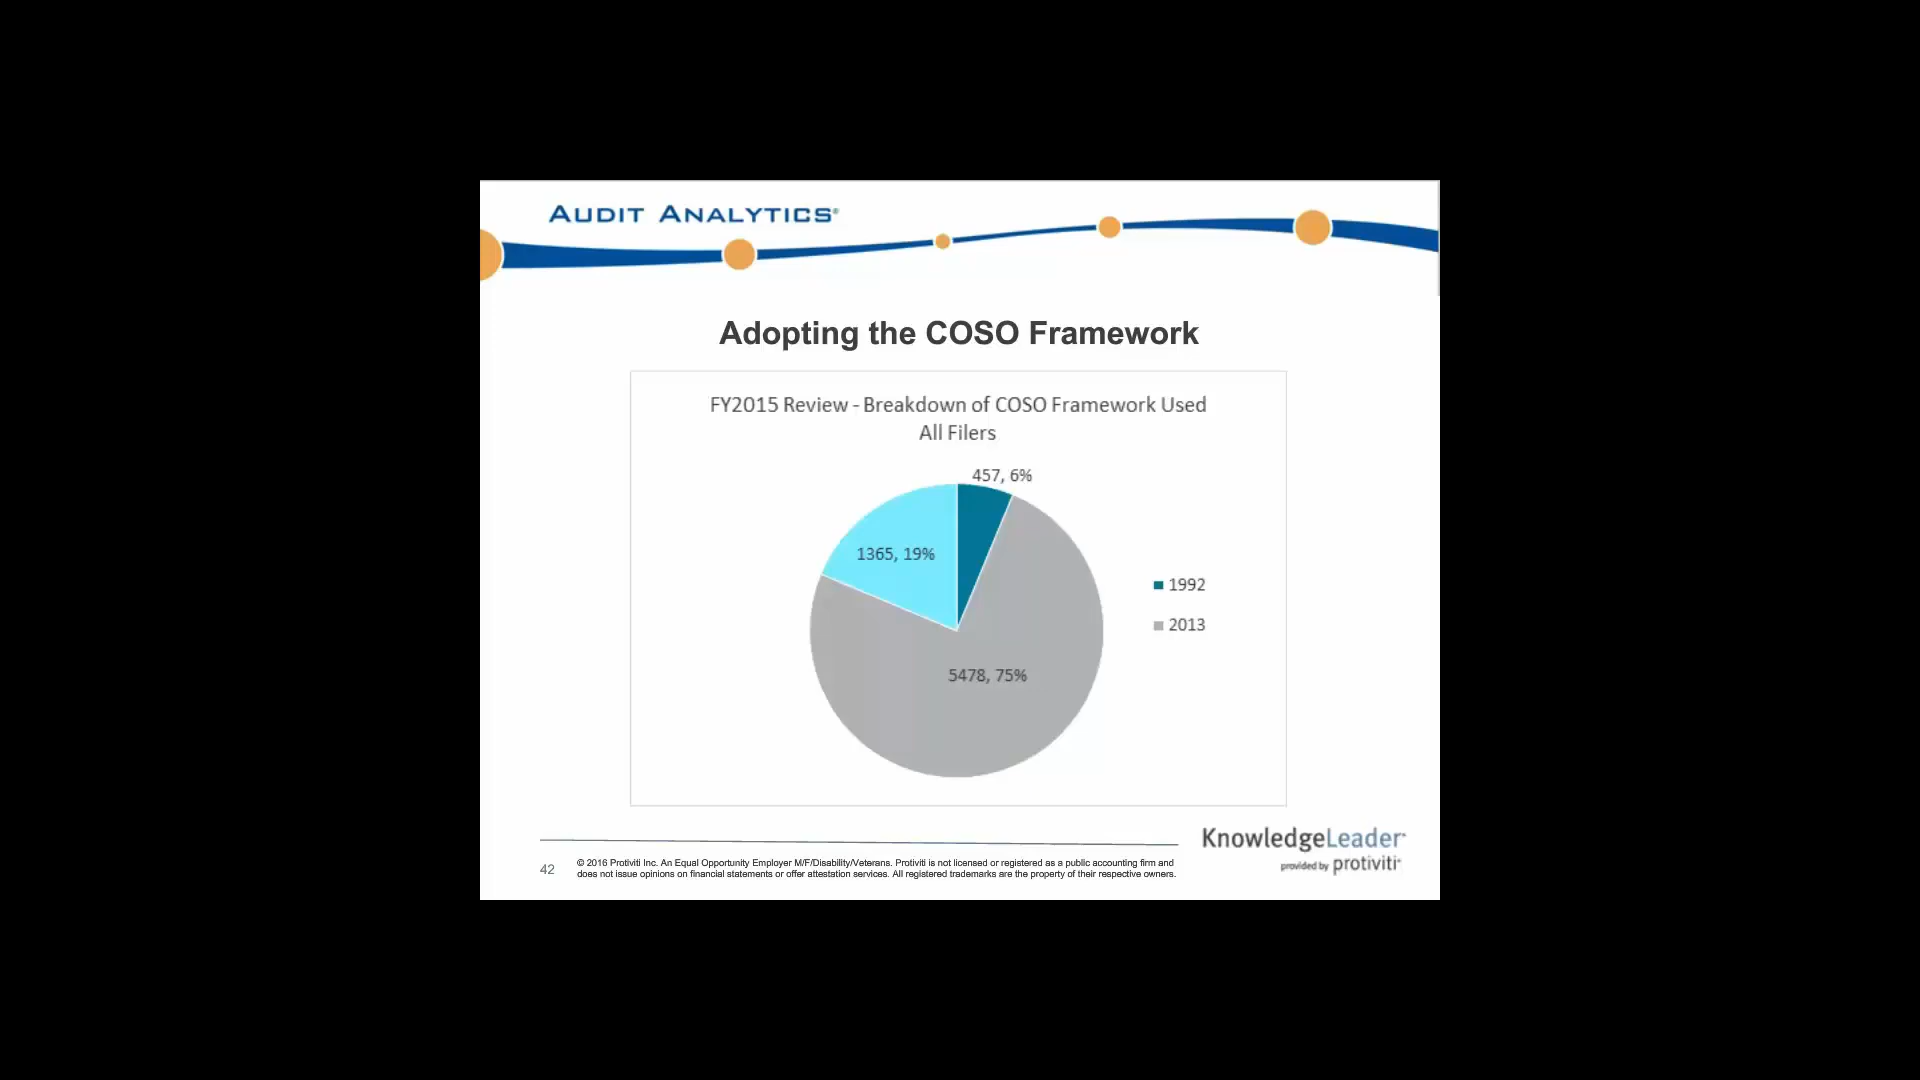 AUDIT ANALYTICS®
Adopting the COSO Framework
FY2015 Review - Breakdown of COSO Framework Used
All Filers
457, 6%
1365, 19%
5478, 75%
1992
2013
KnowledgeLeader
provided by protiviti®
42
© 2016 Protiviti Inc. An Equal Opportunity Employer M/F/Disability/Veterans. Protiviti is not licensed or registered as a public accounting firm and
does not issue opinions on financial statements or offer attestation services. All registered trademarks are the property of their respective owners.